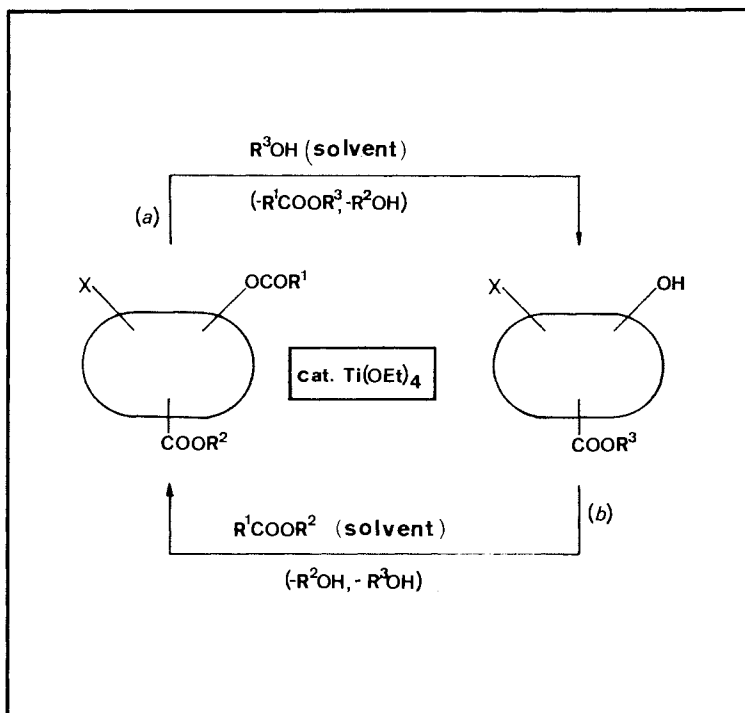 R³OH (solvent)
(-R¹COOR³, -R²OH)
(a)
X
OCOR¹
X
OH
cat. Ti(OEt)₄
COOR²
COOR³
R¹COOR² (solvent)
(b)
(-R²OH, - R³OH)